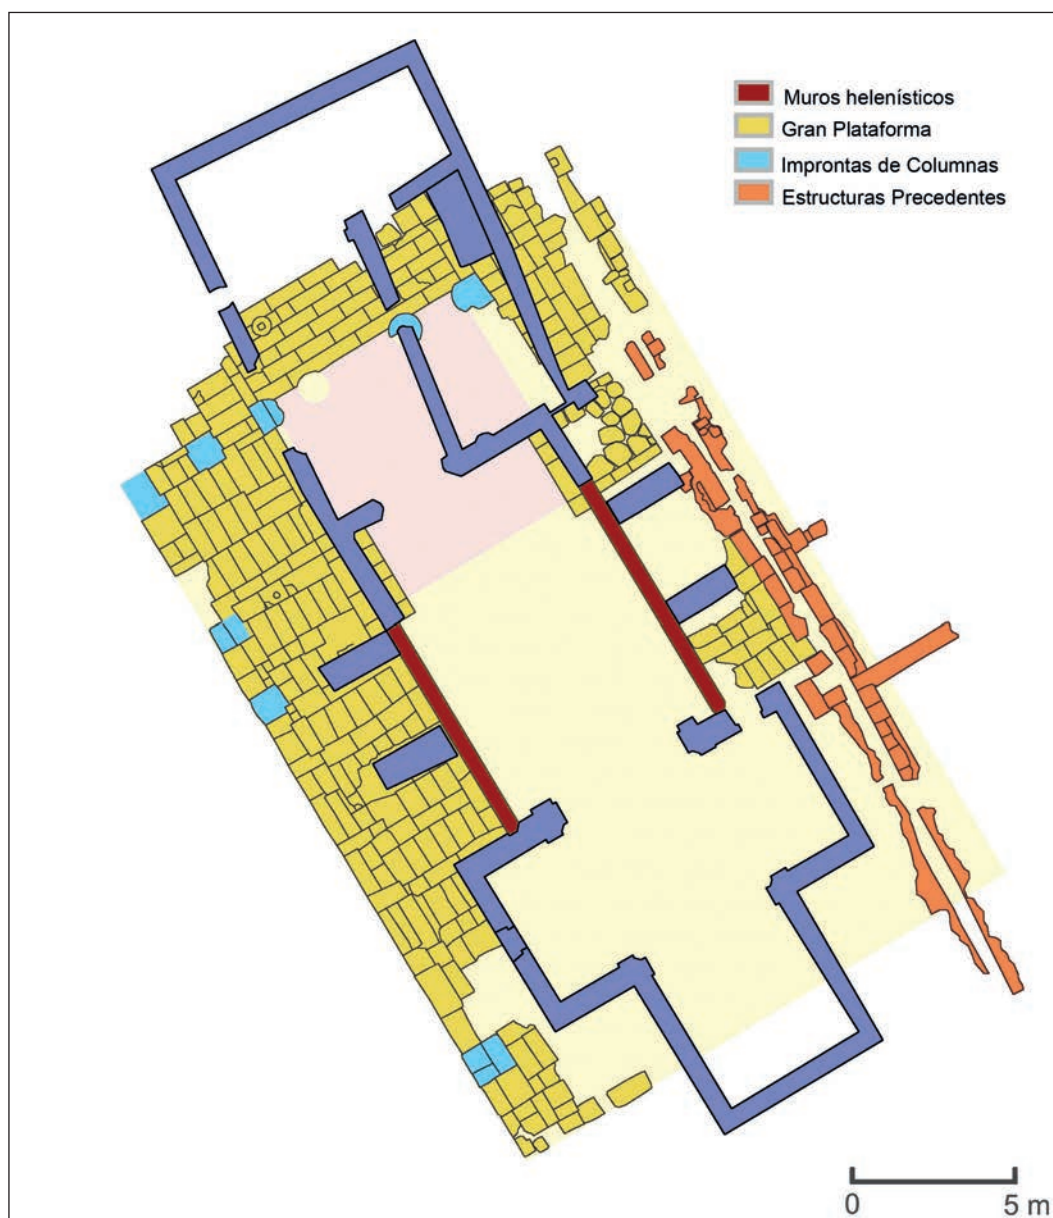 Muros helenísticos
Gran Plataforma
Improntas de Columnas
Estructuras Precedentes
0 5 m